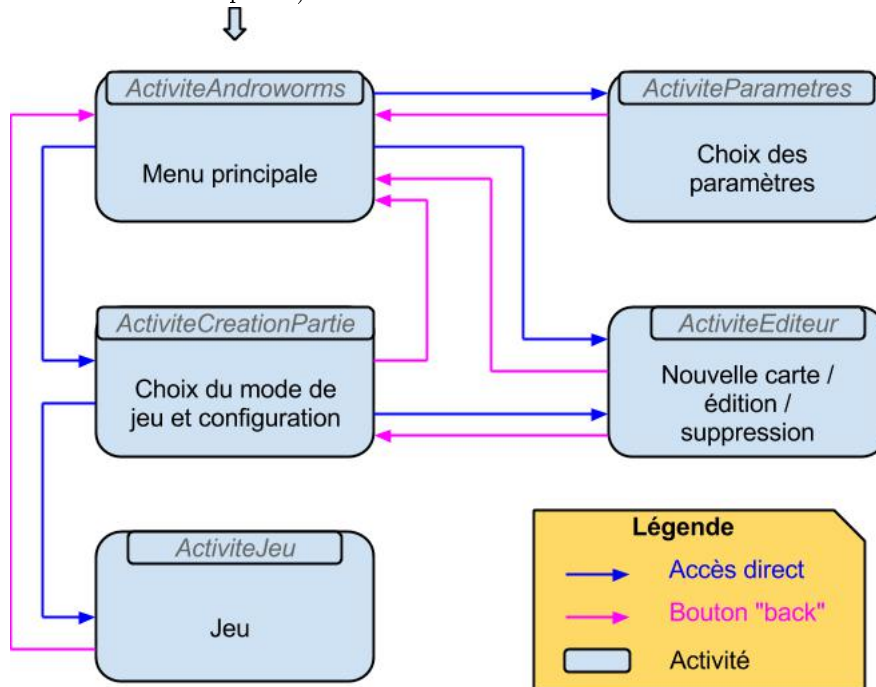 ActiviteAndroworms
Menu principale
ActiviteParametres
Choix des
paramètres
ActiviteCreationPartie
Choix du mode de
jeu et configuration
ActiviteEditeur
Nouvelle carte /
édition /
suppression
ActiviteJeu
Jeu
Légende
Accès direct
Bouton "back"
Activité